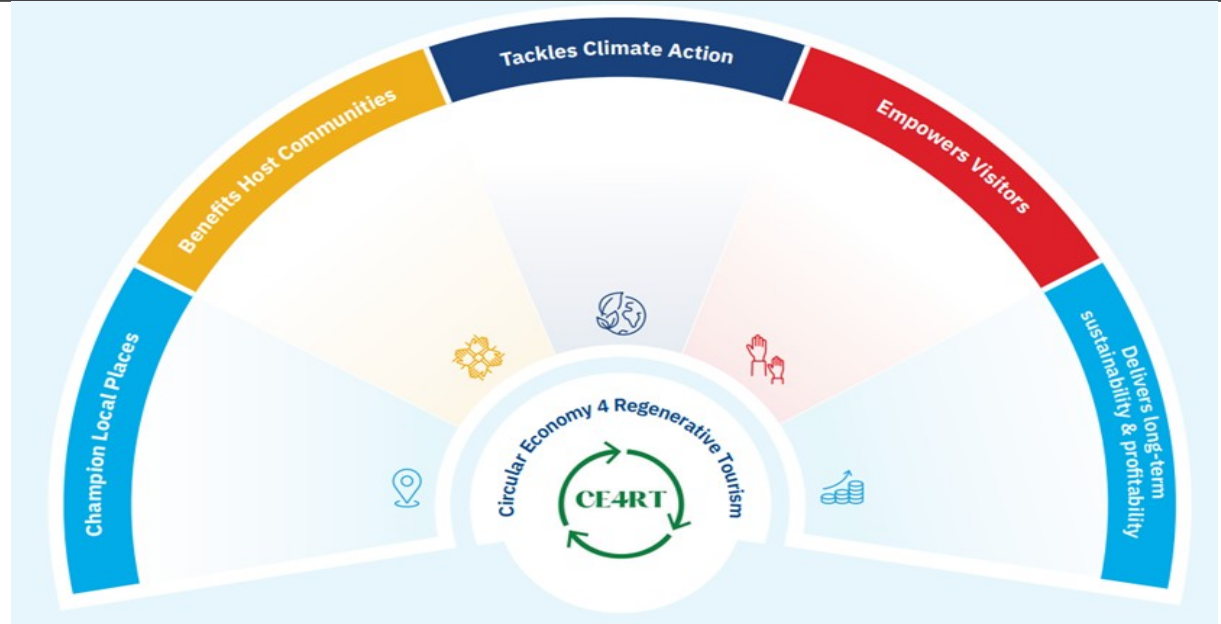 Champion Local Places
Benefits Host Communities
Tackles Climate Action
Empowers Visitors
Delivers long-term
sustainability & profitability
Circular Economy 4 Regenerative Tourism
CE4RT